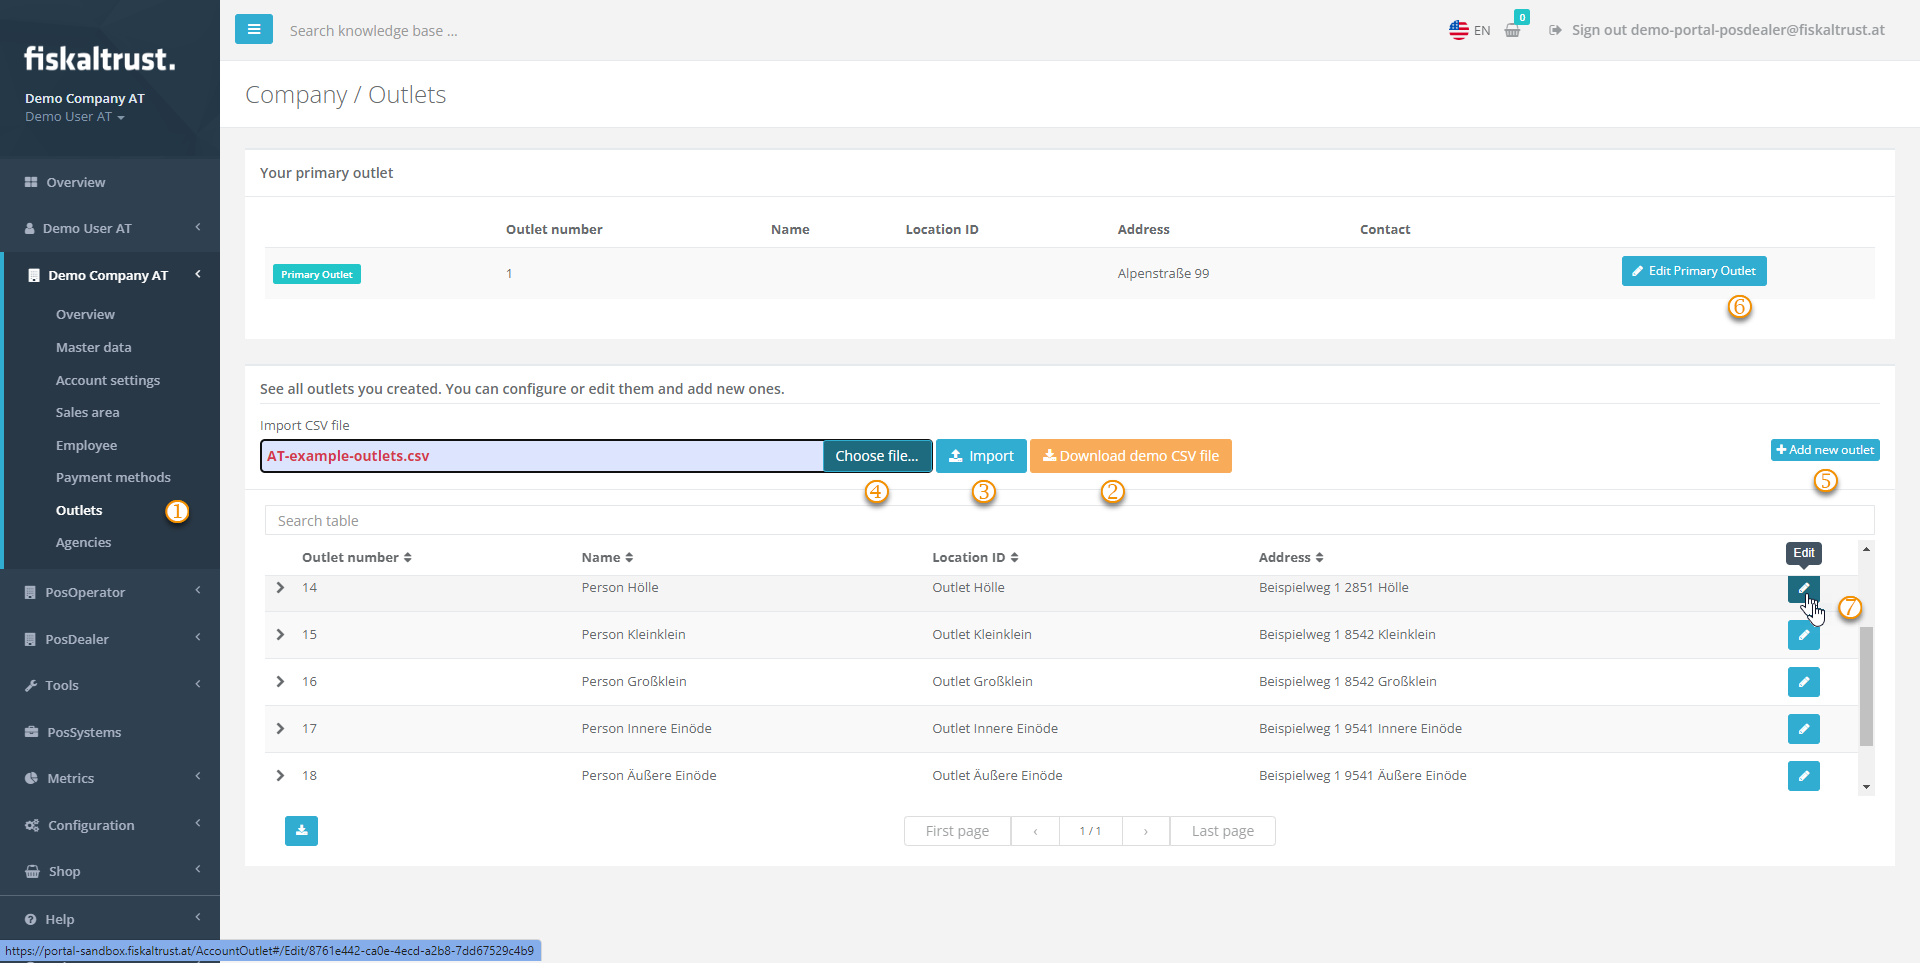 fiskaltrust.
Demo Company AT
Demo User AT
Overview
Demo User AT
Demo Company AT
Overview
Master data
Account settings
Sales area
Employee
Payment methods
Outlets
1
Agencies
PosOperator
PosDealer
Tools
PosSystems
Metrics
Configuration
Shop
Help
https://portal-sandbox.fiskaltrust.at/AccountOutlet#/Edit/8761e442-ca0e-4ecd-a2b8-7dd67529c4b9
Search knowledge base ...
EN
0
Sign out demo-portal-posdealer@fiskaltrust.at
Company / Outlets
Your primary outlet
Outlet number Name Location ID Address Contact
Primary Outlet 1 Alpenstraße 99 Edit Primary Outlet
6
See all outlets you created. You can configure or edit them and add new ones.
Import CSV file
AT-example-outlets.csv Choose file... Import Download demo CSV file + Add new outlet
4 3 2 5
Search table
Outlet number Name Location ID Address Edit
14 Person Hölle Outlet Hölle Beispielweg 1 2851 Hölle
7
15 Person Kleinklein Outlet Kleinklein Beispielweg 1 8542 Kleinklein
16 Person Großklein Outlet Großklein Beispielweg 1 8542 Großklein
17 Person Innere Einöde Outlet Innere Einöde Beispielweg 1 9541 Innere Einöde
18 Person Äußere Einöde Outlet Äußere Einöde Beispielweg 1 9541 Äußere Einöde
First page ‹ 1 / 1 › Last page